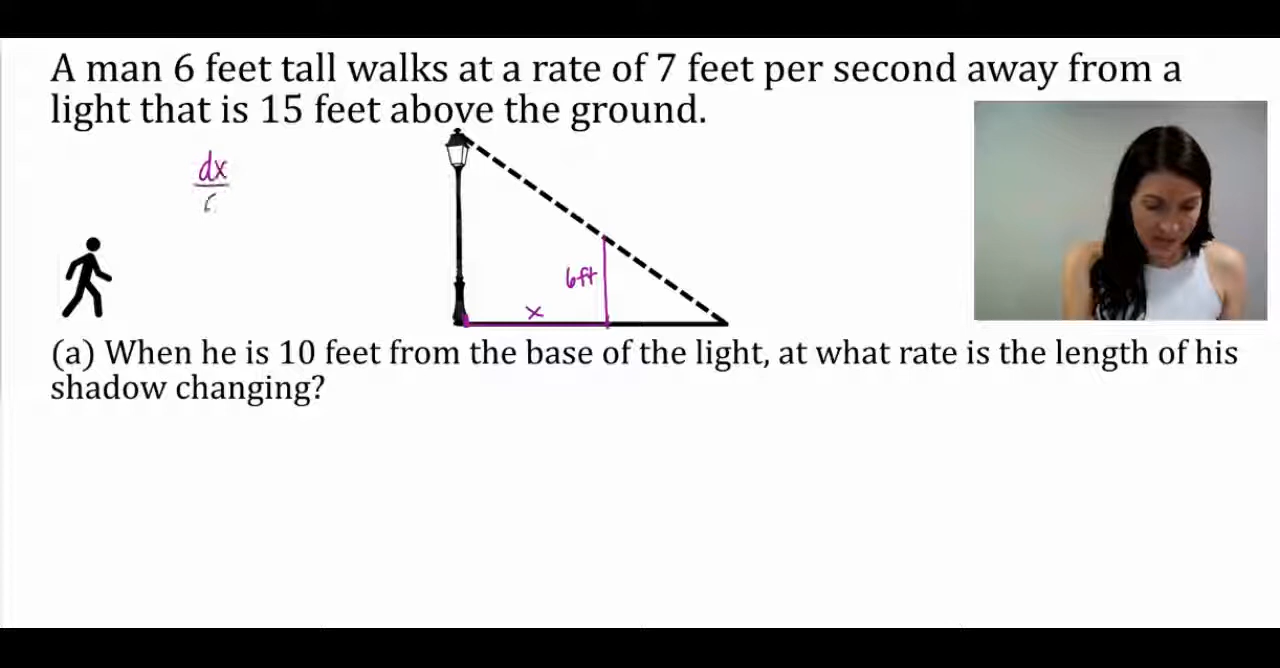 A man 6 feet tall walks at a rate of 7 feet per second away from a
light that is 15 feet above the ground.
dx
6ft
x
(a) When he is 10 feet from the base of the light, at what rate is the length of his
shadow changing?